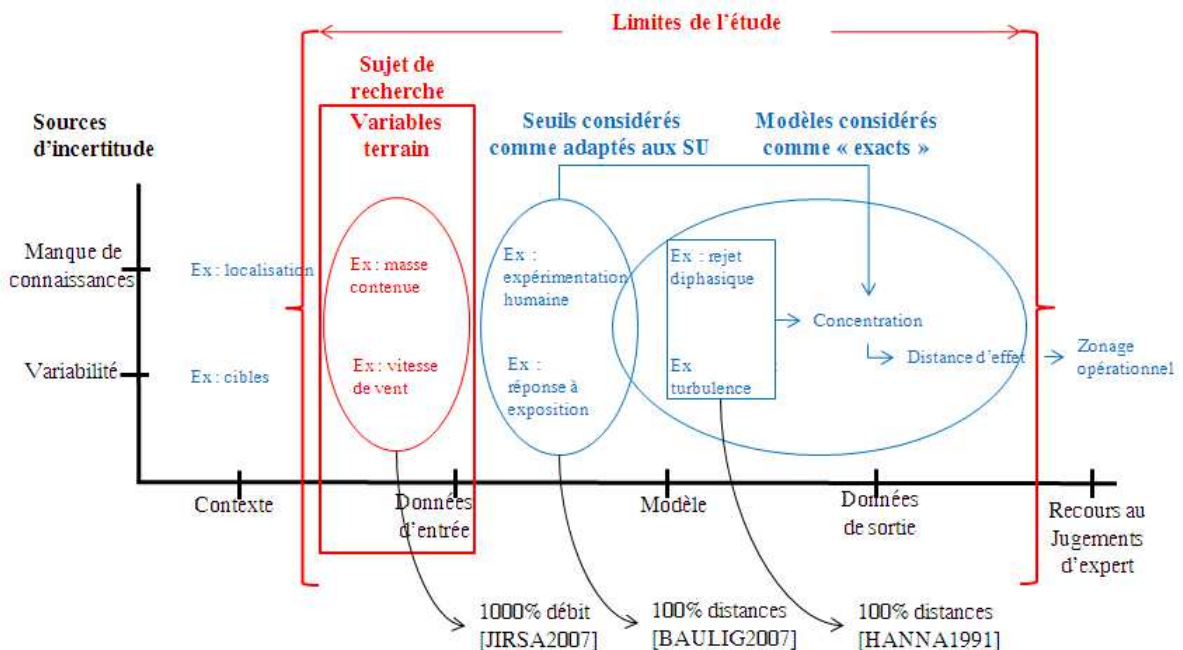 Limites de l'étude
Sujet de
recherche
Sources
d'incertitude
Variables
terrain
Seuils considérés
comme adaptés aux SU
Modèles considérés
comme « exacts »
Manque de
connaissances
Ex : localisation
Ex : masse
contenue
Ex :
expérimentation
humaine
Ex : rejet
diphasique
Concentration
Distance d'effet
Zonage
opérationnel
Variabilité
Ex : cibles
Ex : vitesse
de vent
Ex :
réponse à
exposition
Ex :
turbulence
Contexte
Données
d'entrée
Modèle
Données
de sortie
Recours au
Jugements
d'expert
1000% débit
[JIRSA2007]
100% distances
[BAULIG2007]
100% distances
[HANNA1991]